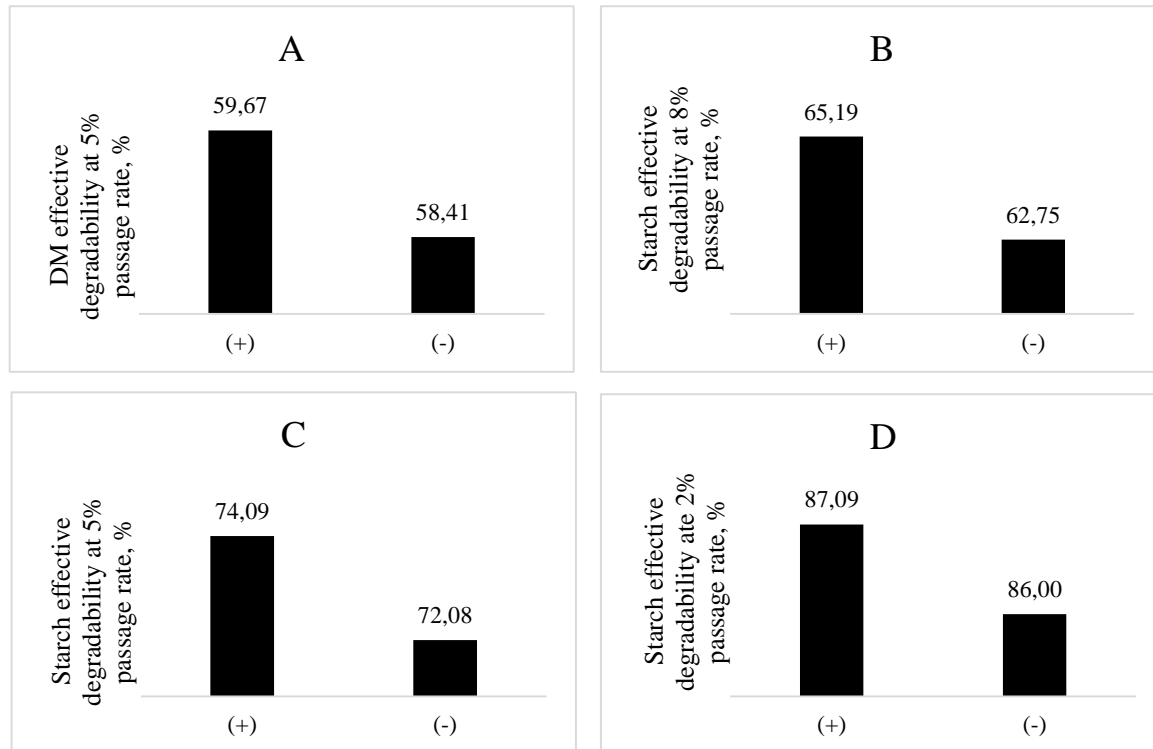 A
DM effective
degradability at 5%
passage rate, %
59,67
58,41
(+)
(-)
B
Starch effective
degradability at 8%
passage rate, %
65,19
62,75
(+)
(-)
C
Starch effective
degradability at 5%
passage rate, %
74,09
72,08
(+)
(-)
D
Starch effective
degradability ate 2%
passage rate, %
87,09
86,00
(+)
(-)